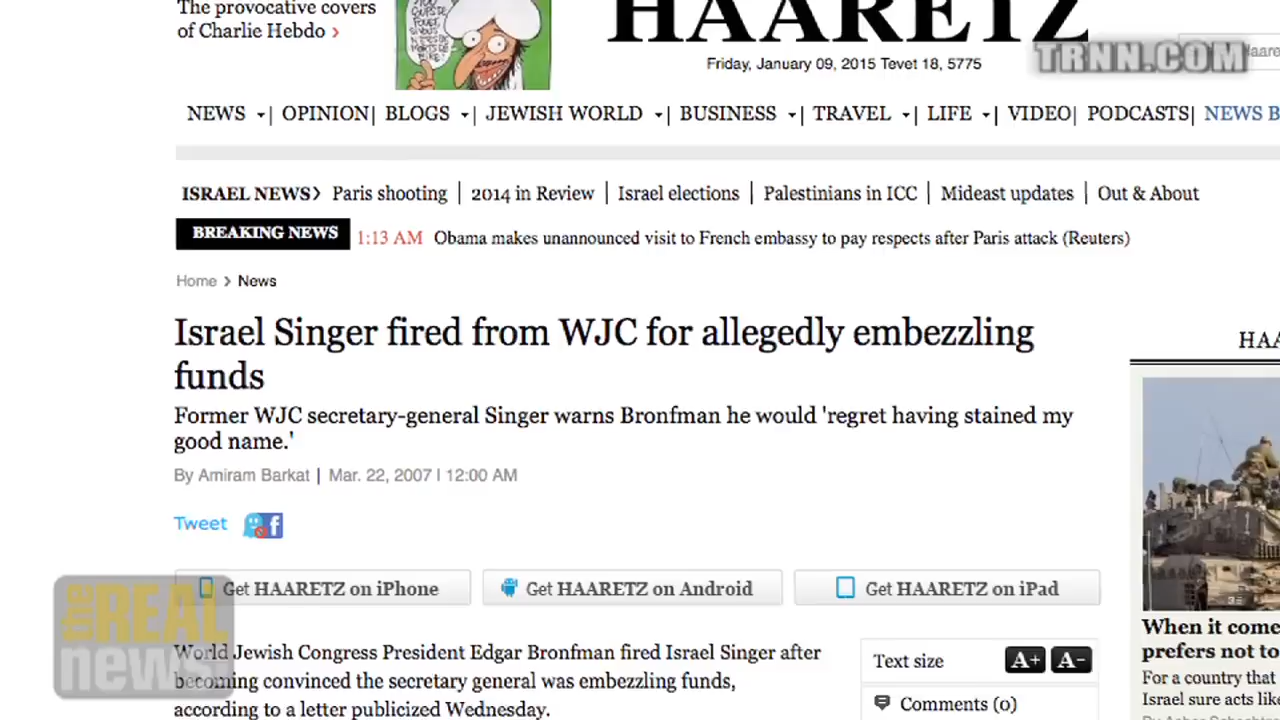 The provocative covers
of Charlie Hebdo ›
HAARETZ
TRNN.COM
Friday, January 09, 2015 Tevet 18, 5775
NEWS | OPINION | BLOGS | JEWISH WORLD | BUSINESS | TRAVEL | LIFE | VIDEO | PODCASTS | NEWS B
ISRAEL NEWS › Paris shooting | 2014 in Review | Israel elections | Palestinians in ICC | Mideast updates | Out & About
BREAKING NEWS 1:13 AM Obama makes unannounced visit to French embassy to pay respects after Paris attack (Reuters)
Home › News
Israel Singer fired from WJC for allegedly embezzling
funds
HAA
Former WJC secretary-general Singer warns Bronfman he would 'regret having stained my
good name.'
By Amiram Barkat | Mar. 22, 2007 | 12:00 AM
Tweet
Get HAARETZ on iPhone
Get HAARETZ on Android
Get HAARETZ on iPad
the REAL
news
World Jewish Congress President Edgar Bronfman fired Israel Singer after
becoming convinced the secretary general was embezzling funds,
according to a letter publicized Wednesday.
Text size A+ A-
Comments (0)
When it come
prefers not to
For a country that
Israel sure acts like